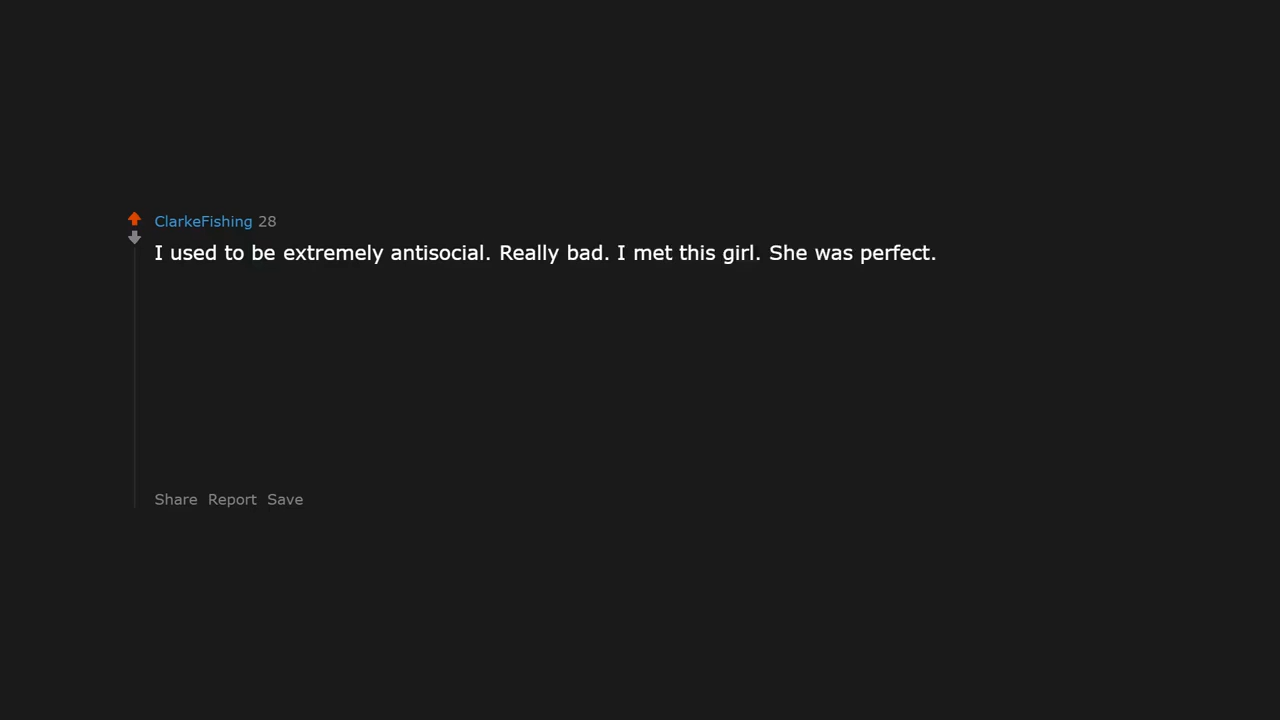 ClarkeFishing 28
I used to be extremely antisocial. Really bad. I met this girl. She was perfect.
Share Report Save